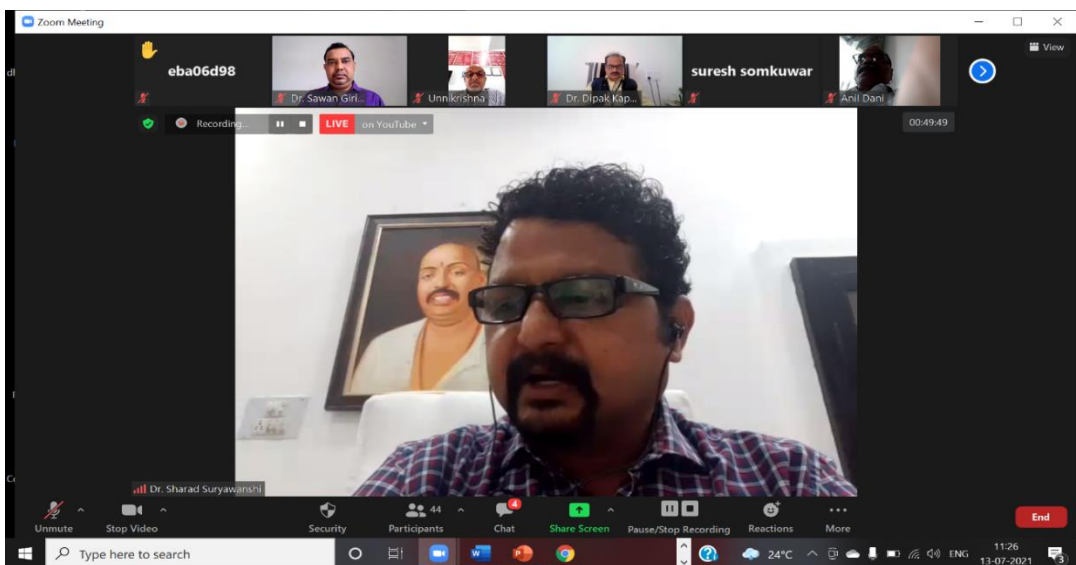 Zoom Meeting
View
eba06d98
Dr. Sawan Giri...
Unnikrishna
Dr. Dipak Kap...
suresh somkuwar
Anil Dani
Recording...
LIVE on YouTube
00:49:49
Dr. Sharad Suryawanshi
Unmute
Stop Video
Security
44
Participants
4
Chat
Share Screen
Pause/Stop Recording
Reactions
More
End
Type here to search
24°C
ENG
11:26
13-07-2021
3